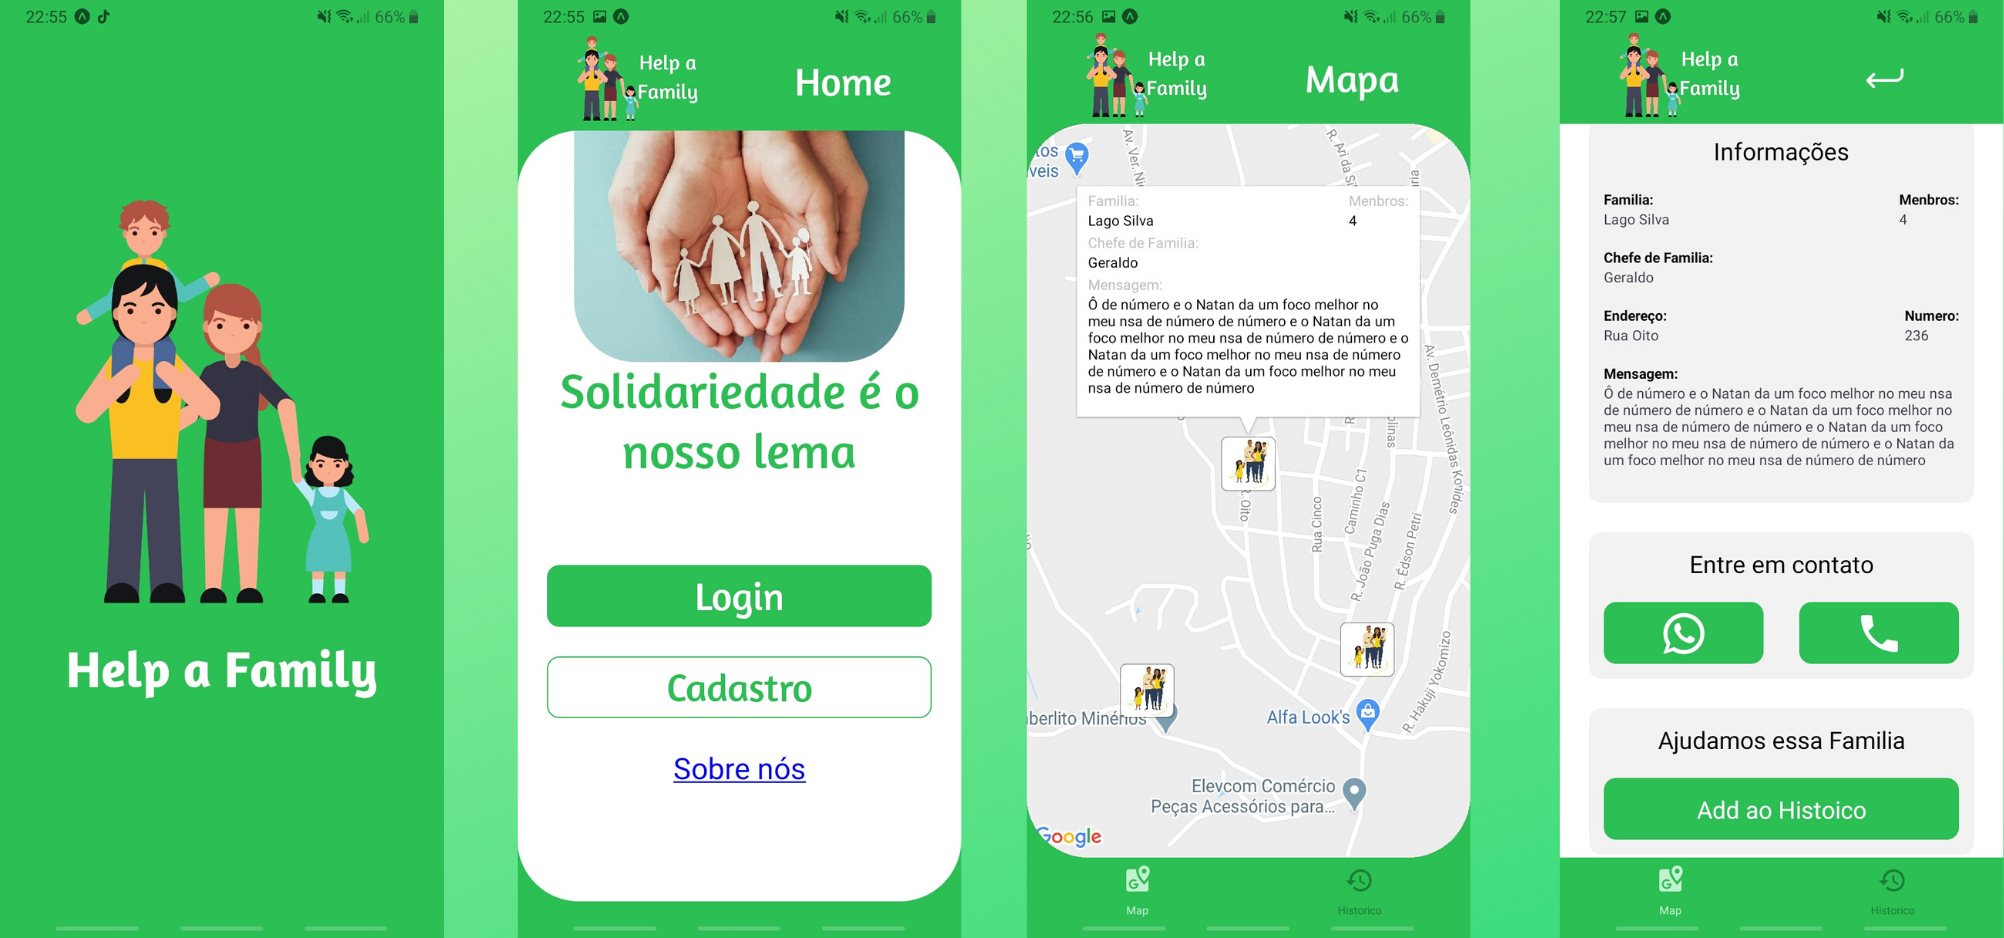 22:55
66%
Help a Family
22:55
66%
Help a
Family
Home
Solidariedade é o
nosso lema
Login
Cadastro
Sobre nós
22:56
66%
Help a
Family
Mapa
tos
veis
Av. Ver. Ni
R. Ari da Si
Familia:
Menbros:
Lago Silva
4
Chefe de Familia:
Geraldo
Mensagem:
Ô de número e o Natan da um foco melhor no
meu nsa de número de número e o Natan da um
foco melhor no meu nsa de número de número e o
Natan da um foco melhor no meu nsa de número
de número e o Natan da um foco melhor no meu
nsa de número de número
Av. Demétrio Leônidas Konides
R. Oito
Rua Cinco
Caminho C1
R. João Puga Dias
R. Édson Petri
R. Hakuji Yokomizo
berlito Minérios
Alfa Look's
Elevcom Comércio
Peças Acessórios para...
Google
Map
Historico
22:57
66%
Help a
Family
Informações
Familia:
Menbros:
Lago Silva
4
Chefe de Familia:
Geraldo
Endereço:
Numero:
Rua Oito
236
Mensagem:
Ô de número e o Natan da um foco melhor no meu nsa
de número de número e o Natan da um foco melhor no
meu nsa de número de número e o Natan da um foco
melhor no meu nsa de número de número e o Natan da
um foco melhor no meu nsa de número de número
Entre em contato
Ajudamos essa Familia
Add ao Histoico
Map
Historico